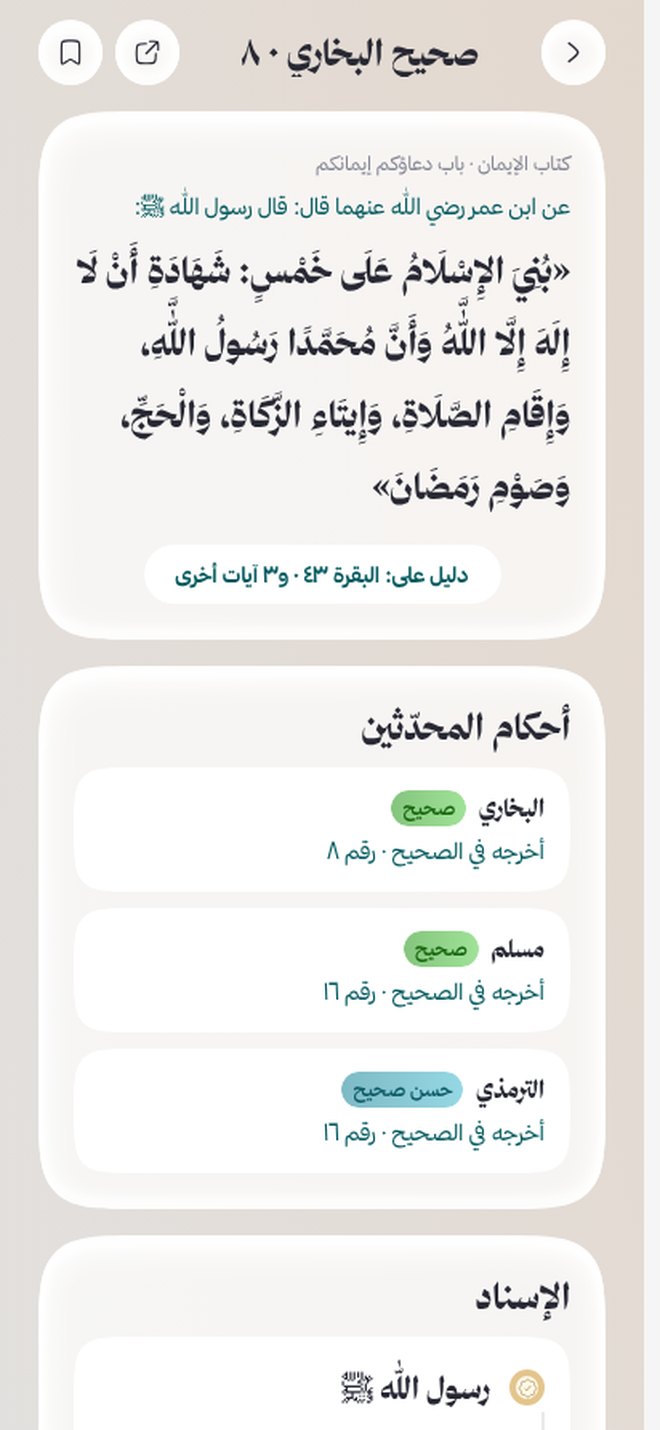 صحيح البخاري · ٨
كتاب الإيمان · باب دعاؤكم إيمانكم
عن ابن عمر رضي الله عنهما قال: قال رسول الله ﷺ:
«بُنِيَ الإِسْلَامُ عَلَى خَمْسٍ: شَهَادَةِ أَنْ لَا
إِلَهَ إِلَّا اللَّهُ وَأَنَّ مُحَمَّدًا رَسُولُ اللَّهِ،
وَإِقَامِ الصَّلَاةِ، وَإِيتَاءِ الزَّكَاةِ، وَالْحَجِّ،
وَصَوْمِ رَمَضَانَ»
دليل على: البقرة ٤٣ · و٣ آيات أخرى
أحكام المحدّثين
البخاري صحيح
أخرجه في الصحيح · رقم ٨
مسلم صحيح
أخرجه في الصحيح · رقم ١٦
الترمذي حسن صحيح
أخرجه في الصحيح · رقم ١٦
الإسناد
رسول الله ﷺ